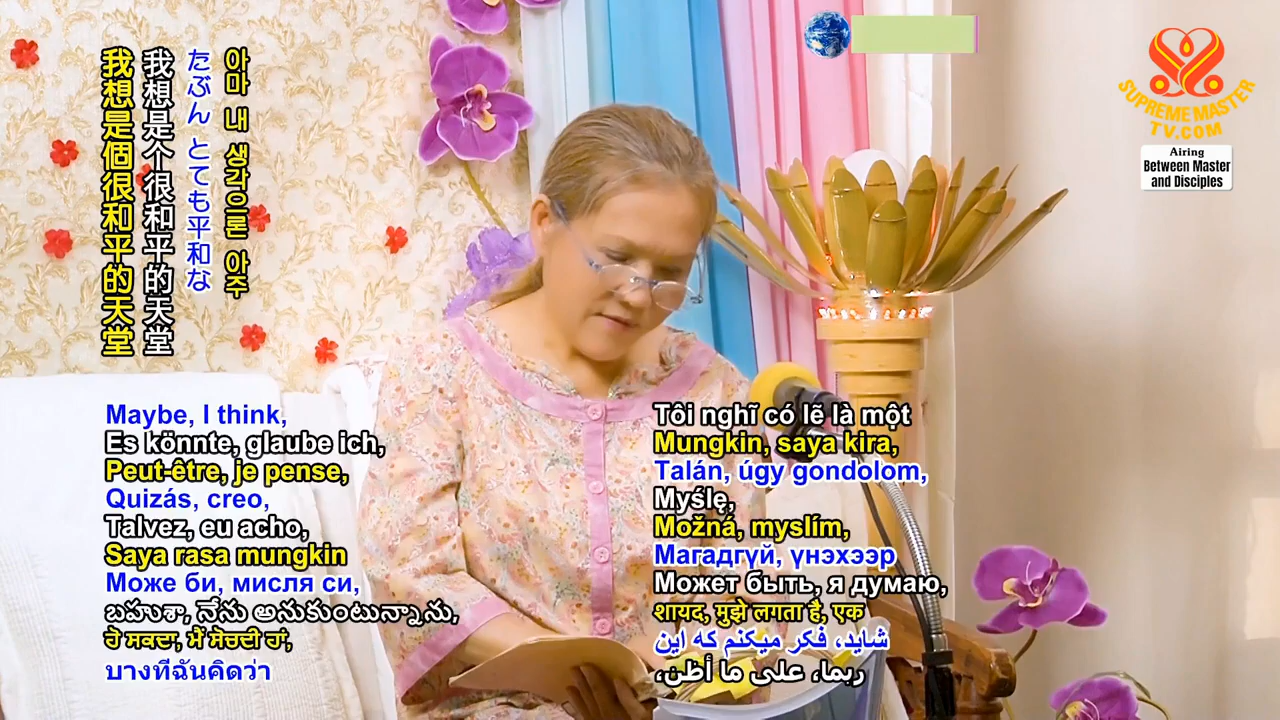 아마 내 생각으론 아주
たぶん とても平和な
我想是个很和平的天堂
我想是個很和平的天堂
SUPREME MASTER
TV.COM
Airing
Between Master
and Disciples
Maybe, I think,
Es könnte, glaube ich,
Peut-être, je pense,
Quizás, creo,
Talvez, eu acho,
Saya rasa mungkin
Може би, мисля си,
బహుశా, నేను అనుకుంటున్నాను,
ਹੋ ਸਕਦਾ, ਮੈਂ ਸੋਚਦੀ ਹਾਂ,
บางทีฉันคิดว่า
Tôi nghĩ có lẽ là một
Mungkin, saya kira,
Talán, úgy gondolom,
Myślę,
Možná, myslím,
Магадгүй, үнэхээр
Может быть, я думаю,
शायद, मुझे लगता है, एक
شاید، فکر میکنم که این
ربما، على ما أظن،